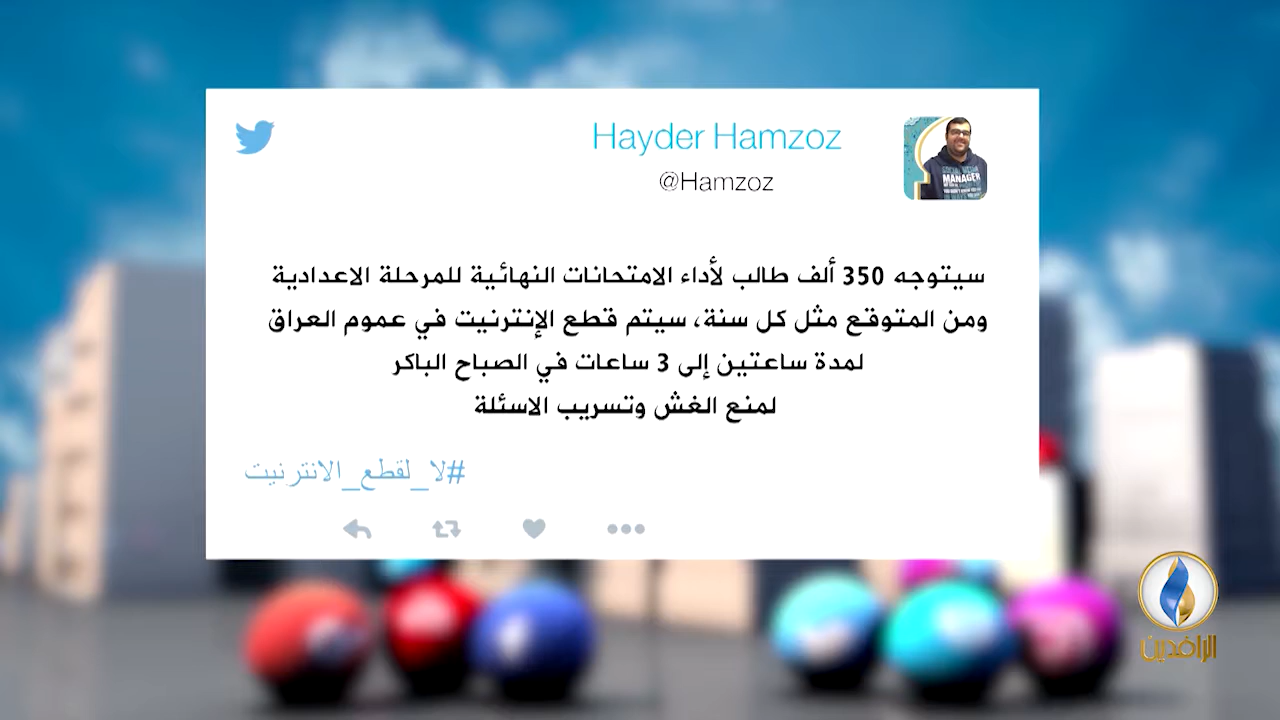 Hayder Hamzoz
@Hamzoz
MANAGER
سيتوجه 350 ألف طالب لأداء الامتحانات النهائية للمرحلة الاعدادية
ومن المتوقع مثل كل سنة، سيتم قطع الإنترنيت في عموم العراق
لمدة ساعتين إلى 3 ساعات في الصباح الباكر
لمنع الغش وتسريب الاسئلة
#لا_لقطع_الانترنيت
الرافدين